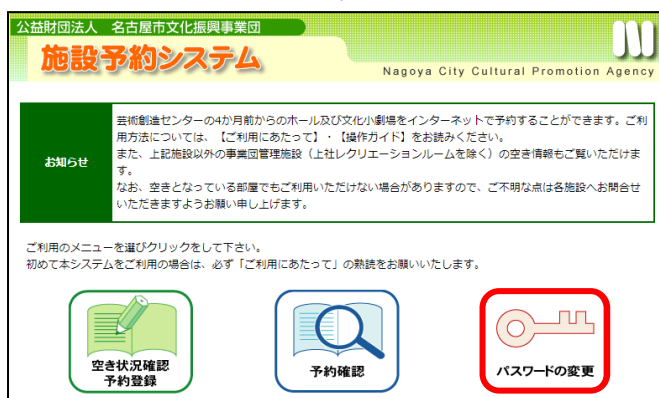 公益財団法人 名古屋市文化振興事業団
施設予約システム
Nagoya City Cultural Promotion Agency
お知らせ
芸術創造センターの4か月前からのホール及び文化小劇場をインターネットで予約することができます。ご利
用方法については、【ご利用にあたって】・【操作ガイド】をお読みください。
また、上記施設以外の事業団管理施設（上社レクリエーションルームを除く）の空き情報もご覧いただけま
す。
なお、空きとなっている部屋でもご利用いただけない場合がありますので、ご不明な点は各施設へお問合せ
いただきますようお願い申し上げます。
ご利用のメニューを選びクリックをして下さい。
初めて本システムをご利用の場合は、必ず「ご利用にあたって」の熟読をお願いいたします。
空き状況確認
予約登録
予約確認
パスワードの変更